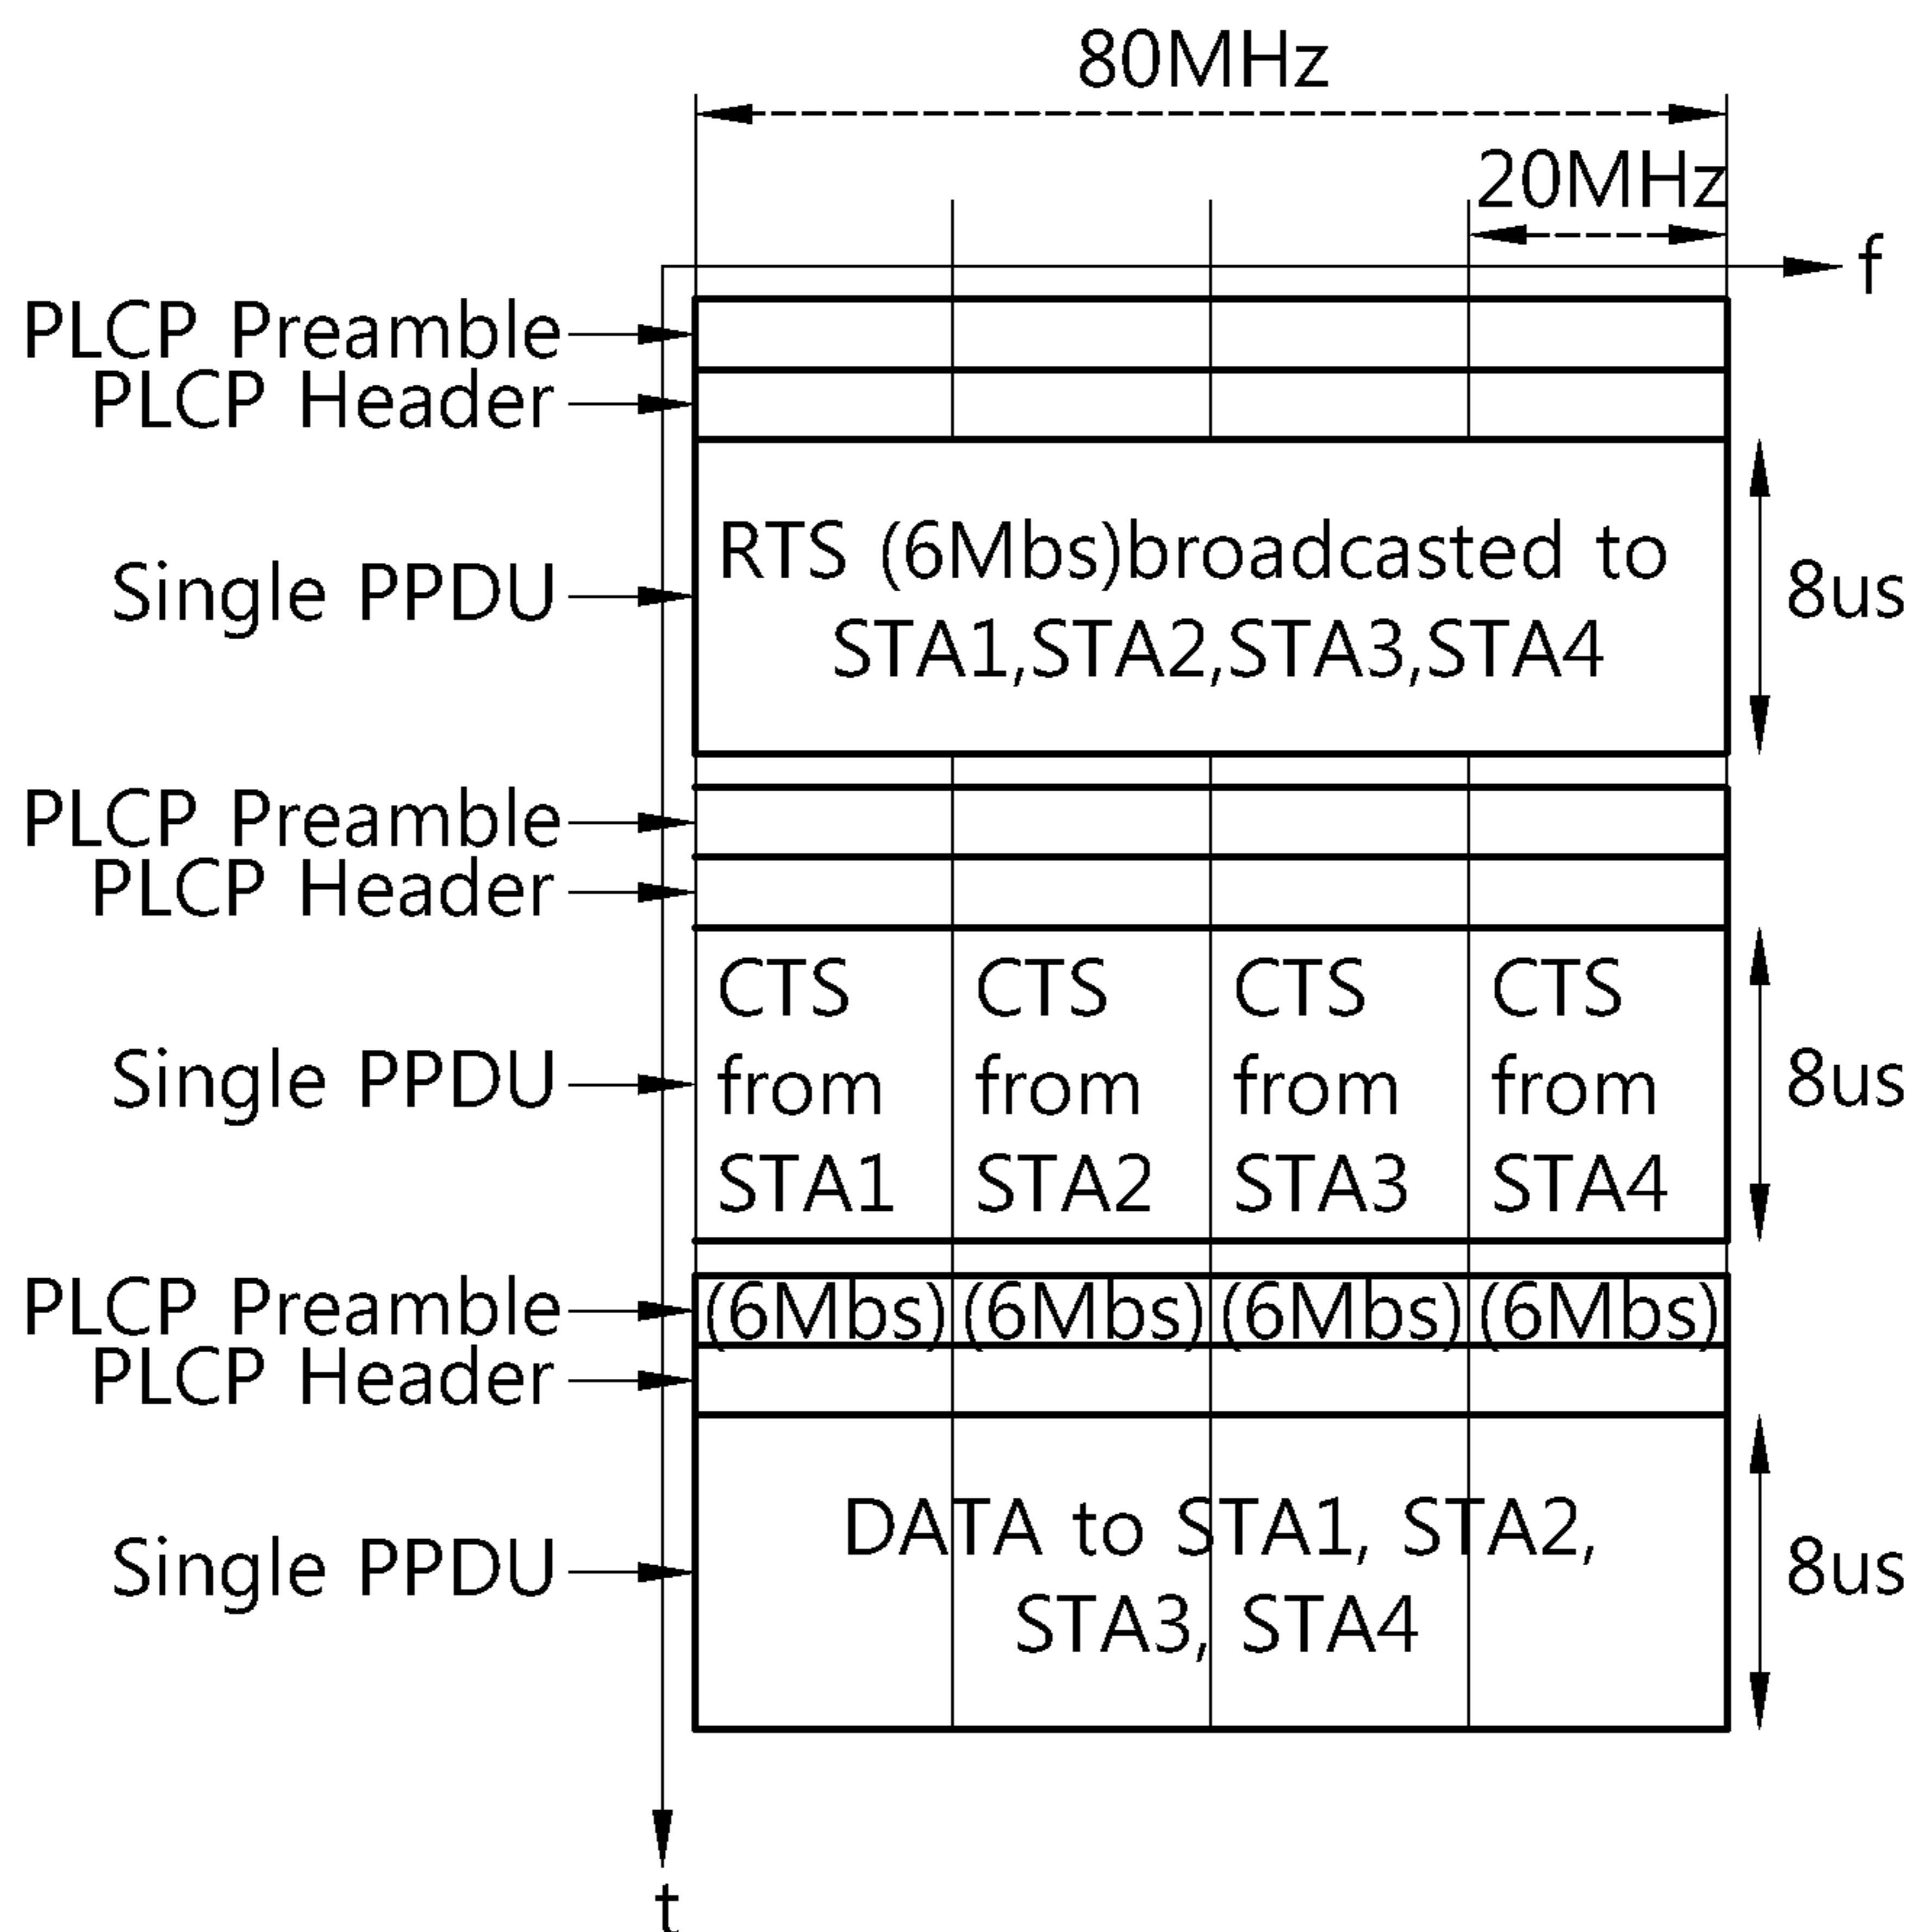 80MHz
20MHz
f
PLCP Preamble
PLCP Header
Single PPDU
RTS (6Mbs)broadcasted to
STA1,STA2,STA3,STA4
8us
PLCP Preamble
PLCP Header
Single PPDU
CTS
from
STA1
CTS
from
STA2
CTS
from
STA3
CTS
from
STA4
8us
PLCP Preamble
(6Mbs) (6Mbs) (6Mbs) (6Mbs)
PLCP Header
Single PPDU
DATA to STA1, STA2,
STA3, STA4
8us
t